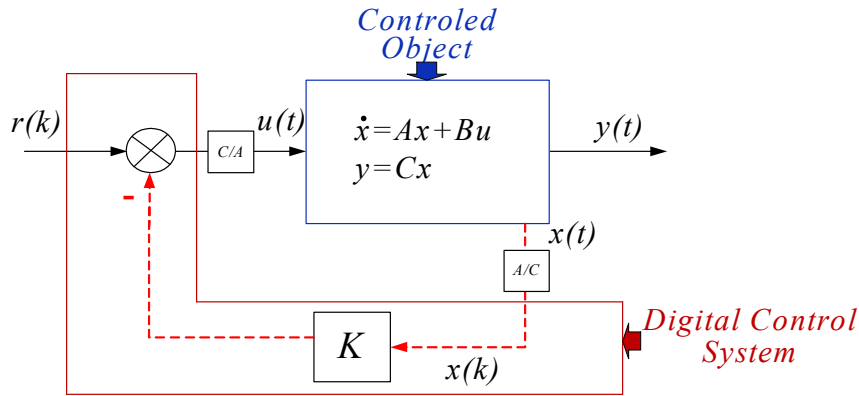 Controled
Object
r(k)
C/A
u(t)
ẋ=Ax+Bu
y=Cx
y(t)
-
x(t)
A/C
K
x(k)
Digital Control
System